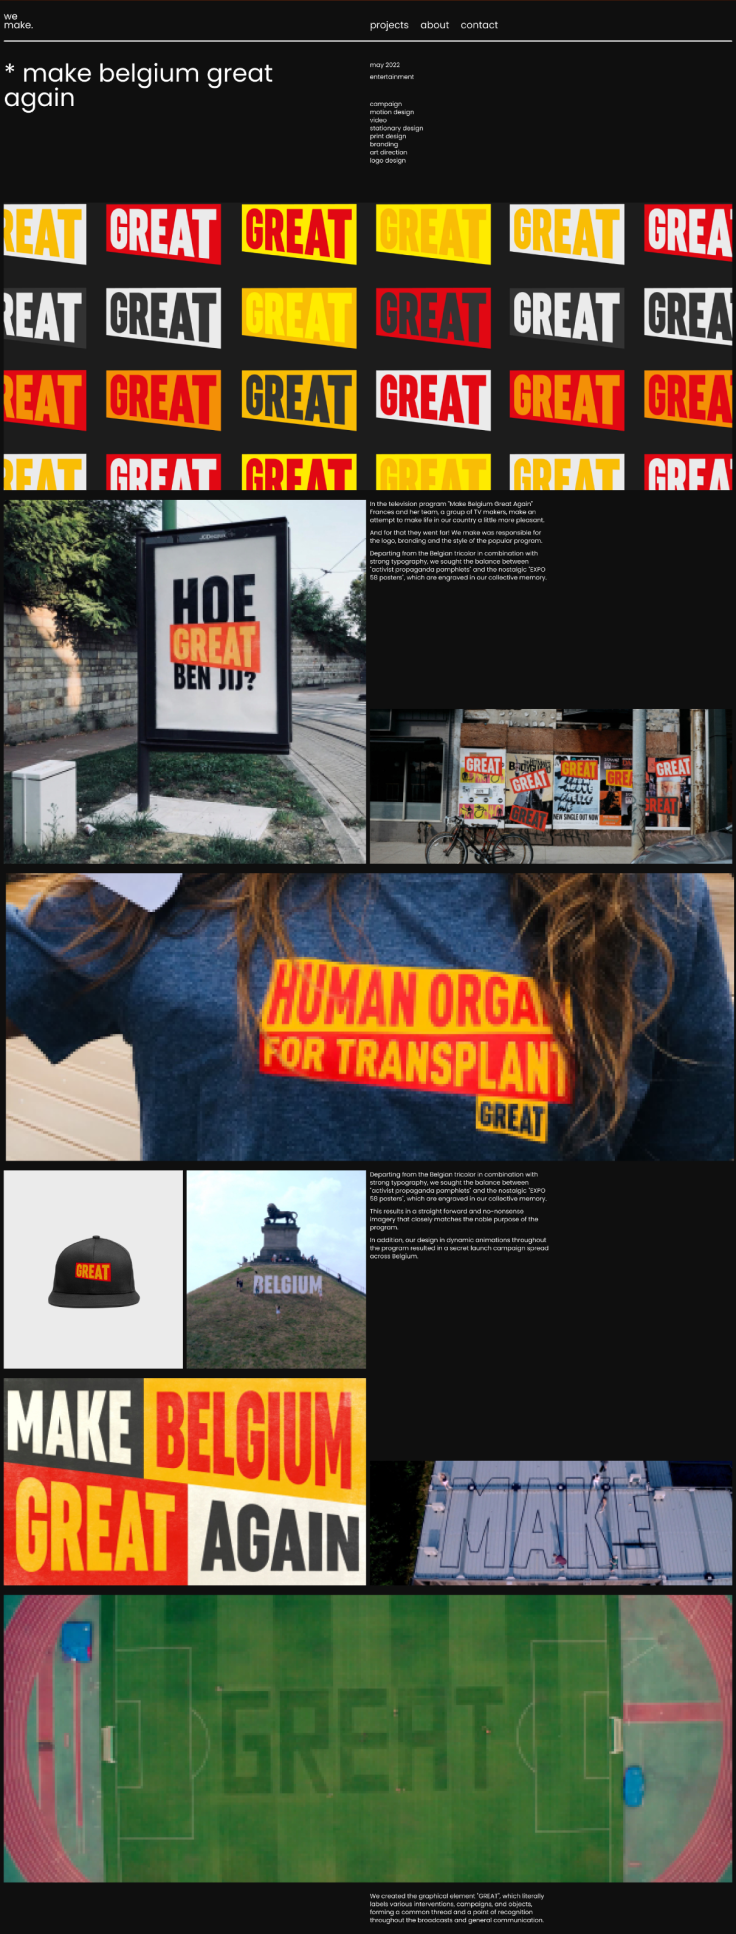 we
make.
projects about contact
* make belgium great
again
may 2022
entertainment
campaign
motion design
video
stationary design
print design
branding
art direction
logo design
REAT GREAT GREAT GREAT GREAT GREA
REAT GREAT GREAT GREAT GREAT GREA
REAT GREAT GREAT GREAT GREAT GREA
REAT GREAT GREAT GREAT GREAT GREA
JCDecaux
HOE
GREAT
BEN JIJ?
In the television program "Make Belgium Great Again"
Frances and her team, a group of TV makers, make an
attempt to make life in our country a little more pleasant.
And for that they went far! We make was responsible for
the logo, branding and the style of the popular program.
Departing from the Belgian tricolor in combination with
strong typography, we sought the balance between
"activist propaganda pamphlets" and the nostalgic "EXPO
58 posters", which are engraved in our collective memory.
GREAT
GREAT
GREAT
GREAT
GREA
GREAT
GREAT
NEW SINGLE OUT NOW
HUMAN ORGA
FOR TRANSPLANT
GREAT
GREAT
BELGIUM
Departing from the Belgian tricolor in combination with
strong typography, we sought the balance between
"activist propaganda pamphlets" and the nostalgic "EXPO
58 posters", which are engraved in our collective memory.
This results in a straight forward and no-nonsense
imagery that closely matches the noble purpose of the
program.
In addition, our design in dynamic animations throughout
the program resulted in a secret launch campaign spread
across Belgium.
MAKE BELGIUM
GREAT AGAIN
MAKE
GREAT
We created the graphical element "GREAT", which literally
labels various interventions, campaigns, and objects,
forming a common thread and a point of recognition
throughout the broadcasts and general communication.